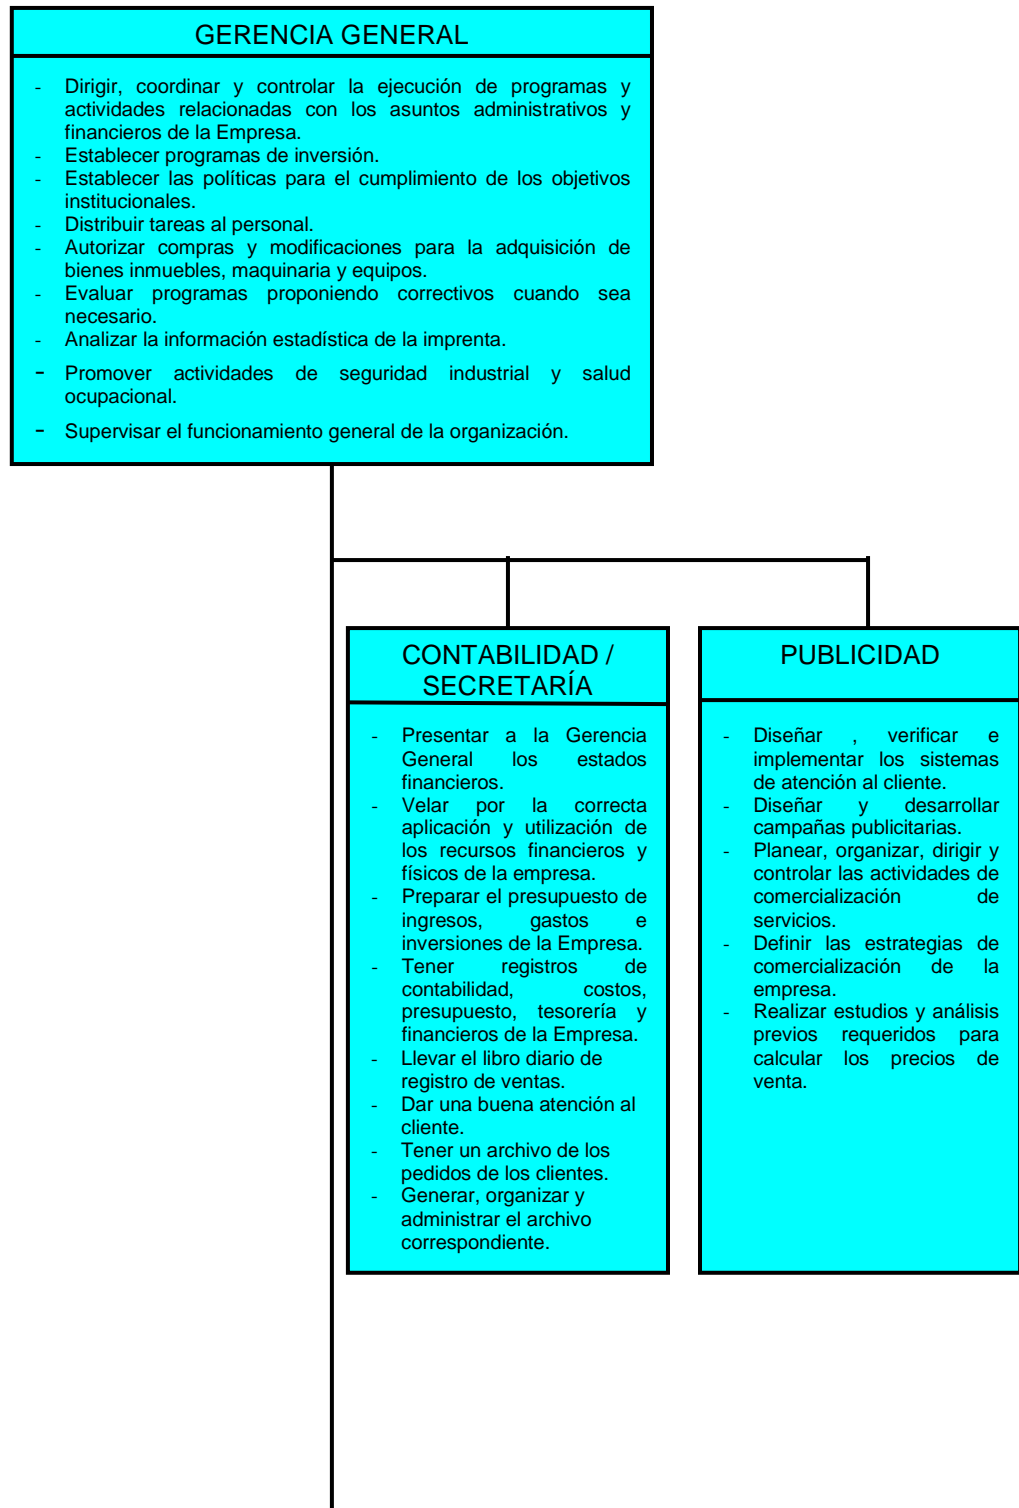 GERENCIA GENERAL
- Dirigir, coordinar y controlar la ejecución de programas y
actividades relacionadas con los asuntos administrativos y
financieros de la Empresa.
- Establecer programas de inversión.
- Establecer las políticas para el cumplimiento de los objetivos
institucionales.
- Distribuir tareas al personal.
- Autorizar compras y modificaciones para la adquisición de
bienes inmuebles, maquinaria y equipos.
- Evaluar programas proponiendo correctivos cuando sea
necesario.
- Analizar la información estadística de la imprenta.
- Promover actividades de seguridad industrial y salud
ocupacional.
- Supervisar el funcionamiento general de la organización.
CONTABILIDAD /
SECRETARÍA
- Presentar a la Gerencia
General los estados
financieros.
- Velar por la correcta
aplicación y utilización de
los recursos financieros y
físicos de la empresa.
- Preparar el presupuesto de
ingresos, gastos e
inversiones de la Empresa.
- Tener registros de
contabilidad, costos,
presupuesto, tesorería y
financieros de la Empresa.
- Llevar el libro diario de
registro de ventas.
- Dar una buena atención al
cliente.
- Tener un archivo de los
pedidos de los clientes.
- Generar, organizar y
administrar el archivo
correspondiente.
PUBLICIDAD
- Diseñar , verificar e
implementar los sistemas
de atención al cliente.
- Diseñar y desarrollar
campañas publicitarias.
- Planear, organizar, dirigir y
controlar las actividades de
comercialización de
servicios.
- Definir las estrategias de
comercialización de la
empresa.
- Realizar estudios y análisis
previos requeridos para
calcular los precios de
venta.